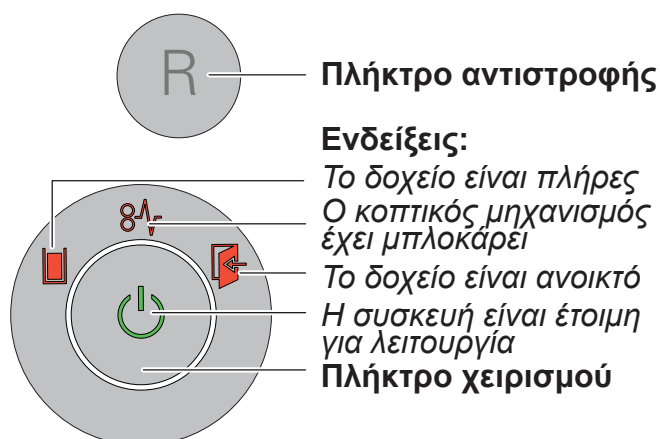 R
Πλήκτρο αντιστροφής
Ενδείξεις:
Το δοχείο είναι πλήρες
Ο κοπτικός μηχανισμός
έχει μπλοκάρει
Το δοχείο είναι ανοικτό
Η συσκευή είναι έτοιμη
για λειτουργία
Πλήκτρο χειρισμού